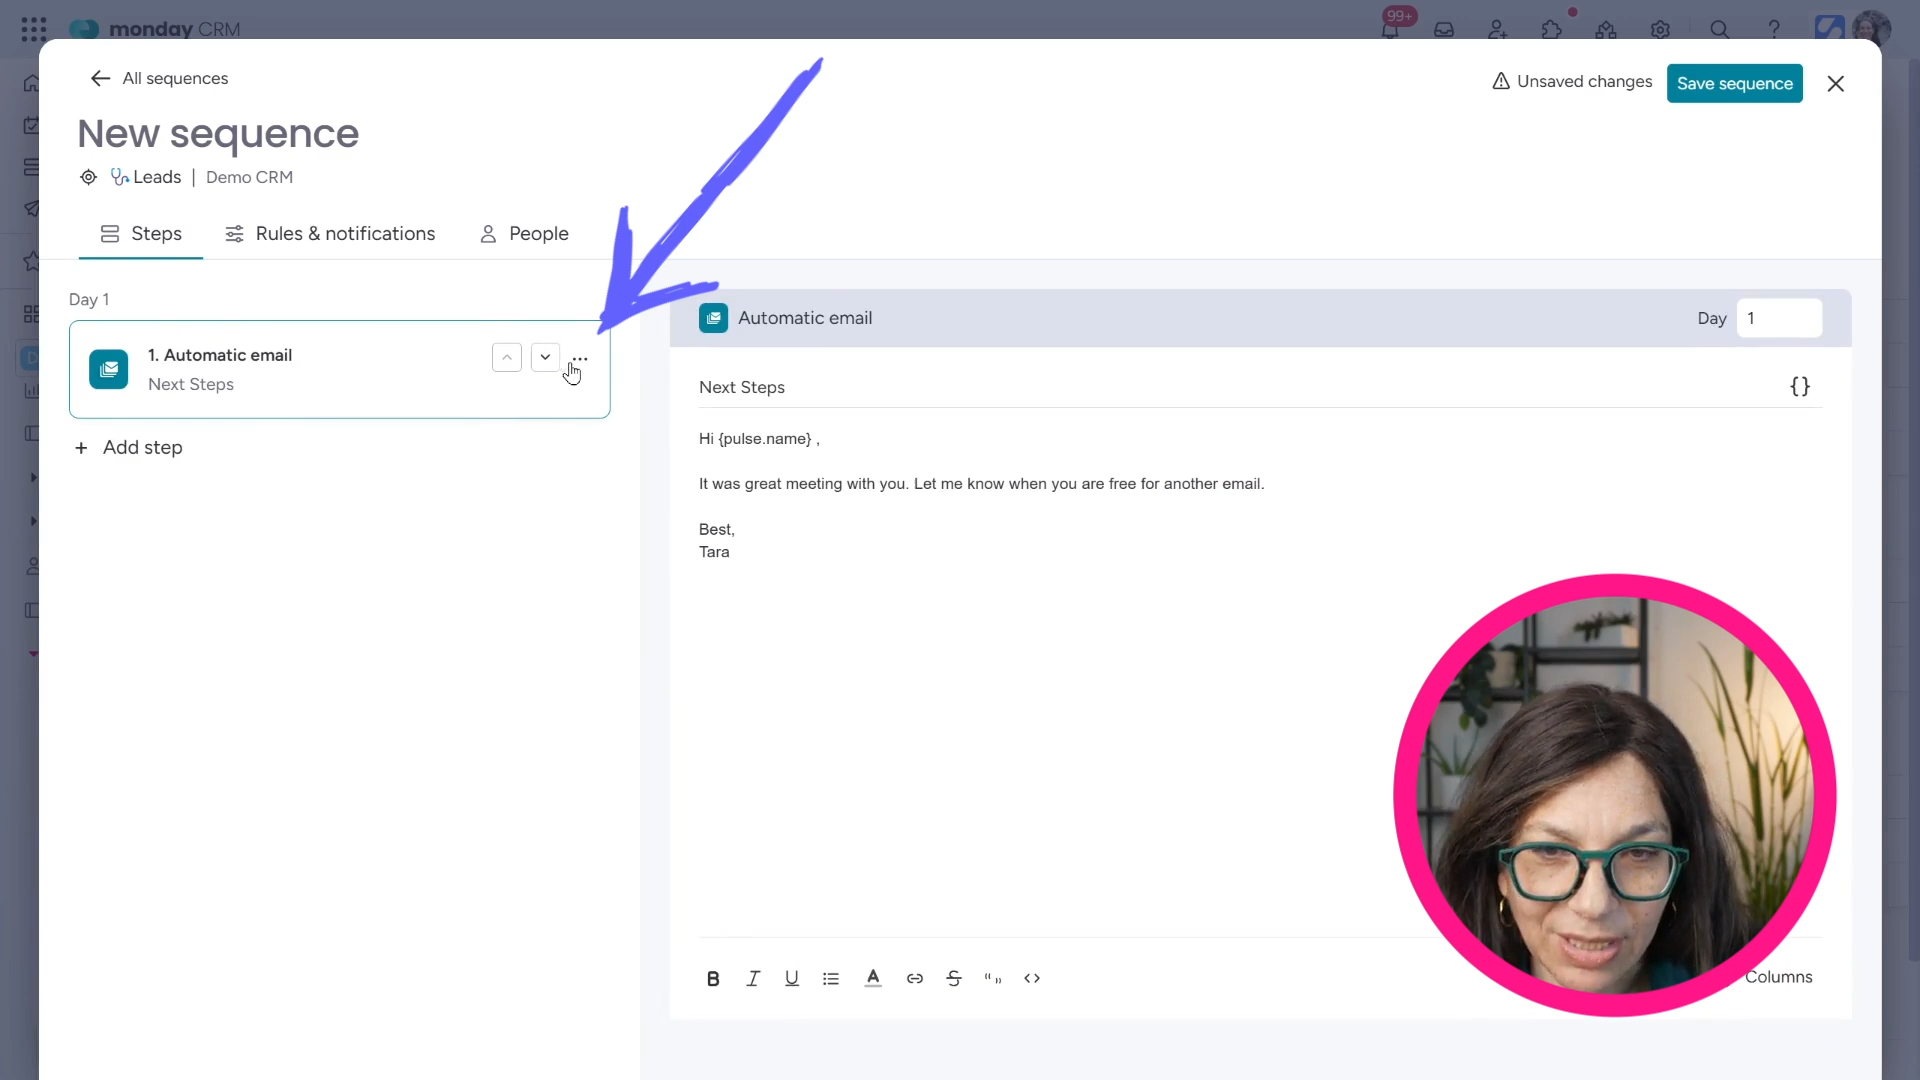 monday CRM
99+
All sequences
Unsaved changes
Save sequence
New sequence
Leads | Demo CRM
Steps
Rules & notifications
People
Day 1
1. Automatic email
Next Steps
+ Add step
Automatic email
Day 1
Next Steps
{}
Hi {pulse.name} ,
It was great meeting with you. Let me know when you are free for another email.
Best,
Tara
B I U A S
Columns